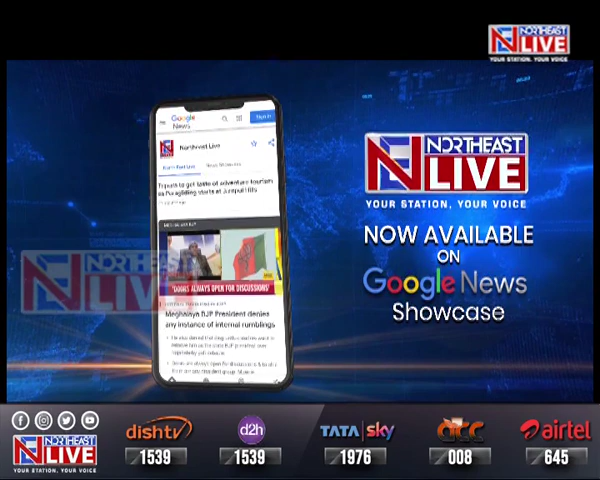 NORTHEAST
LIVE
YOUR STATION, YOUR VOICE
Google
News
Sign in
Northeast Live
Tripura to get taste of adventure tourism
as Paragliding starts at Jampui Hills
"DOORS ALWAYS OPEN FOR DISCUSSIONS"
Meghalaya BJP President denies
any instance of internal rumblings
NORTHEAST
LIVE
YOUR STATION, YOUR VOICE
NOW AVAILABLE
ON
Google News
Showcase
NORTHEAST
LIVE
NORTHEAST
LIVE
YOUR STATION, YOUR VOICE
dishtv
1539
d2h
1539
TATA sky
1976
008
airtel
645